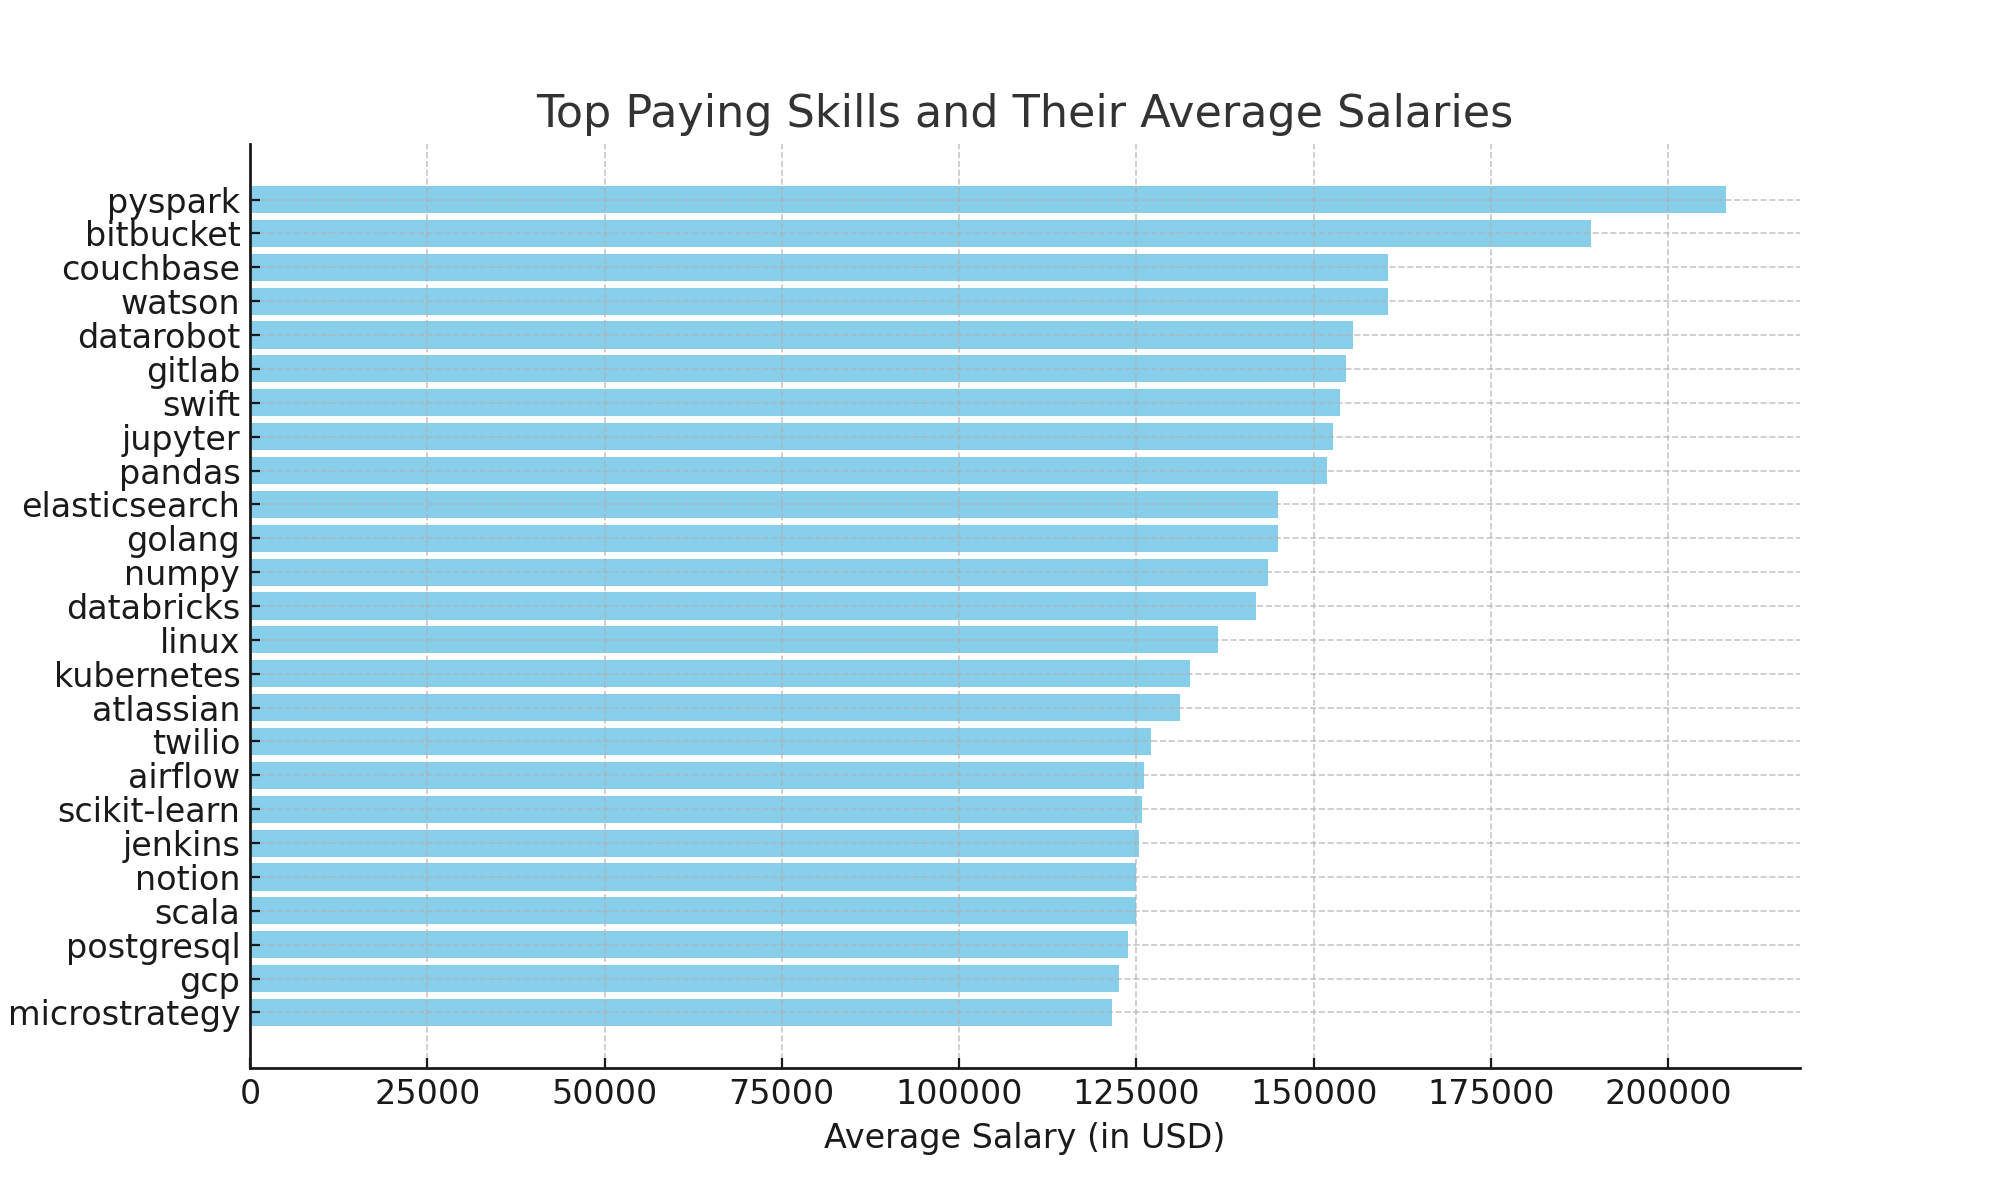 Top Paying Skills and Their Average Salaries
pyspark
bitbucket
couchbase
watson
datarobot
gitlab
swift
jupyter
pandas
elasticsearch
golang
numpy
databricks
linux
kubernetes
atlassian
twilio
airflow
scikit-learn
jenkins
notion
scala
postgresql
gcp
microstrategy
0 25000 50000 75000 100000 125000 150000 175000 200000
Average Salary (in USD)